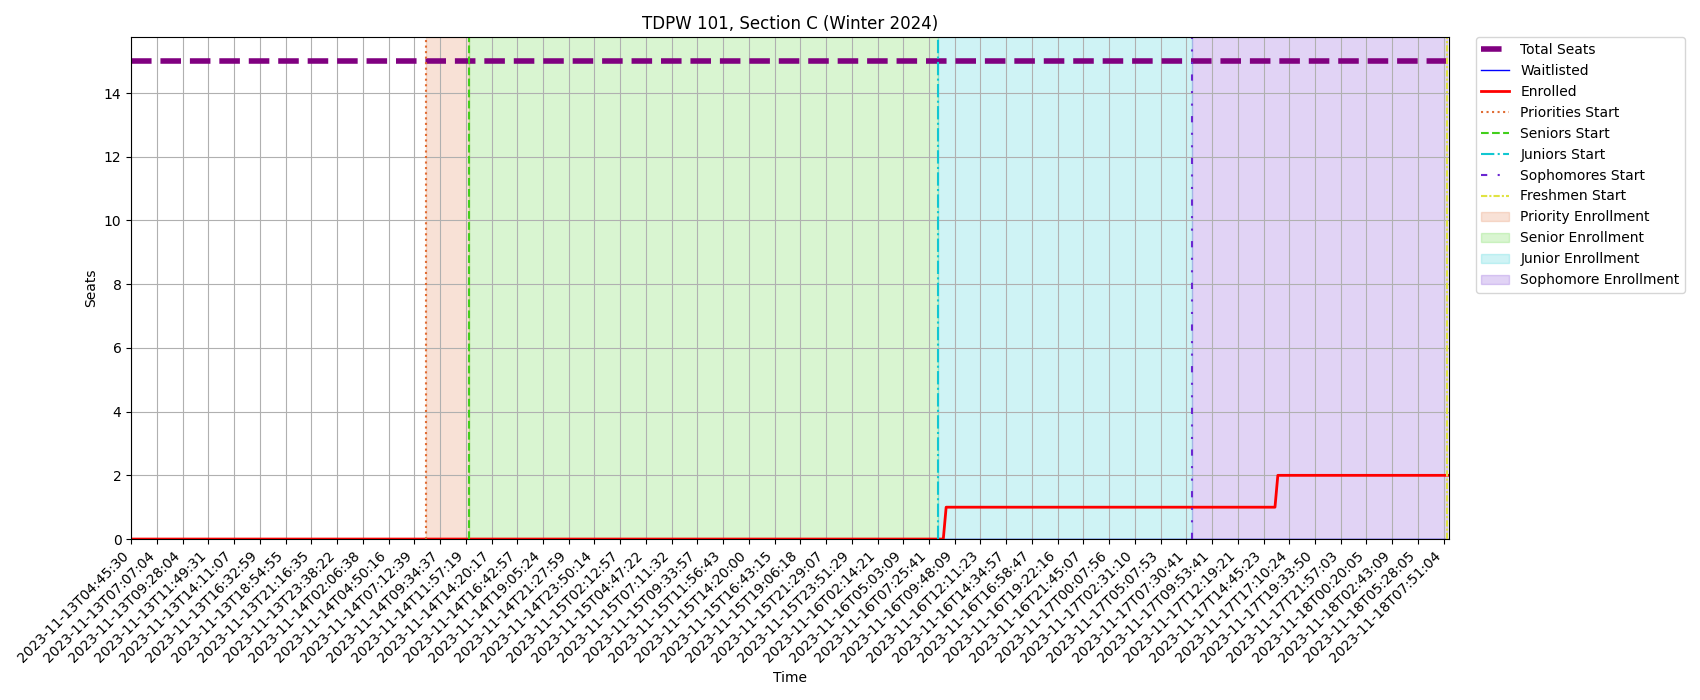 TDPW 101, Section C (Winter 2024)
Total Seats
Waitlisted
Enrolled
Priorities Start
Seniors Start
Juniors Start
Sophomores Start
Freshmen Start
Priority Enrollment
Senior Enrollment
Junior Enrollment
Sophomore Enrollment
Seats
14
12
10
8
6
4
2
0
2023-11-13T04:45:30
2023-11-13T07:07:04
2023-11-13T09:28:04
2023-11-13T11:49:31
2023-11-13T14:11:07
2023-11-13T16:32:59
2023-11-13T18:54:55
2023-11-13T21:16:35
2023-11-13T23:38:22
2023-11-14T02:06:38
2023-11-14T04:50:16
2023-11-14T07:12:39
2023-11-14T09:34:37
2023-11-14T11:57:19
2023-11-14T14:20:17
2023-11-14T16:42:57
2023-11-14T19:05:24
2023-11-14T21:27:59
2023-11-14T23:50:14
2023-11-15T02:12:57
2023-11-15T04:47:22
2023-11-15T07:11:32
2023-11-15T09:33:57
2023-11-15T11:56:43
2023-11-15T14:20:00
2023-11-15T16:43:15
2023-11-15T19:06:18
2023-11-15T21:29:07
2023-11-15T23:51:29
2023-11-16T02:14:21
2023-11-16T05:03:09
2023-11-16T07:25:41
2023-11-16T09:48:09
2023-11-16T12:11:23
2023-11-16T14:34:57
2023-11-16T16:58:47
2023-11-16T19:22:16
2023-11-16T21:45:07
2023-11-17T00:07:56
2023-11-17T02:31:10
2023-11-17T05:07:53
2023-11-17T07:30:41
2023-11-17T09:53:41
2023-11-17T12:19:21
2023-11-17T14:45:23
2023-11-17T17:10:24
2023-11-17T19:33:50
2023-11-17T21:57:03
2023-11-18T00:20:05
2023-11-18T02:43:09
2023-11-18T05:28:05
2023-11-18T07:51:04
Time